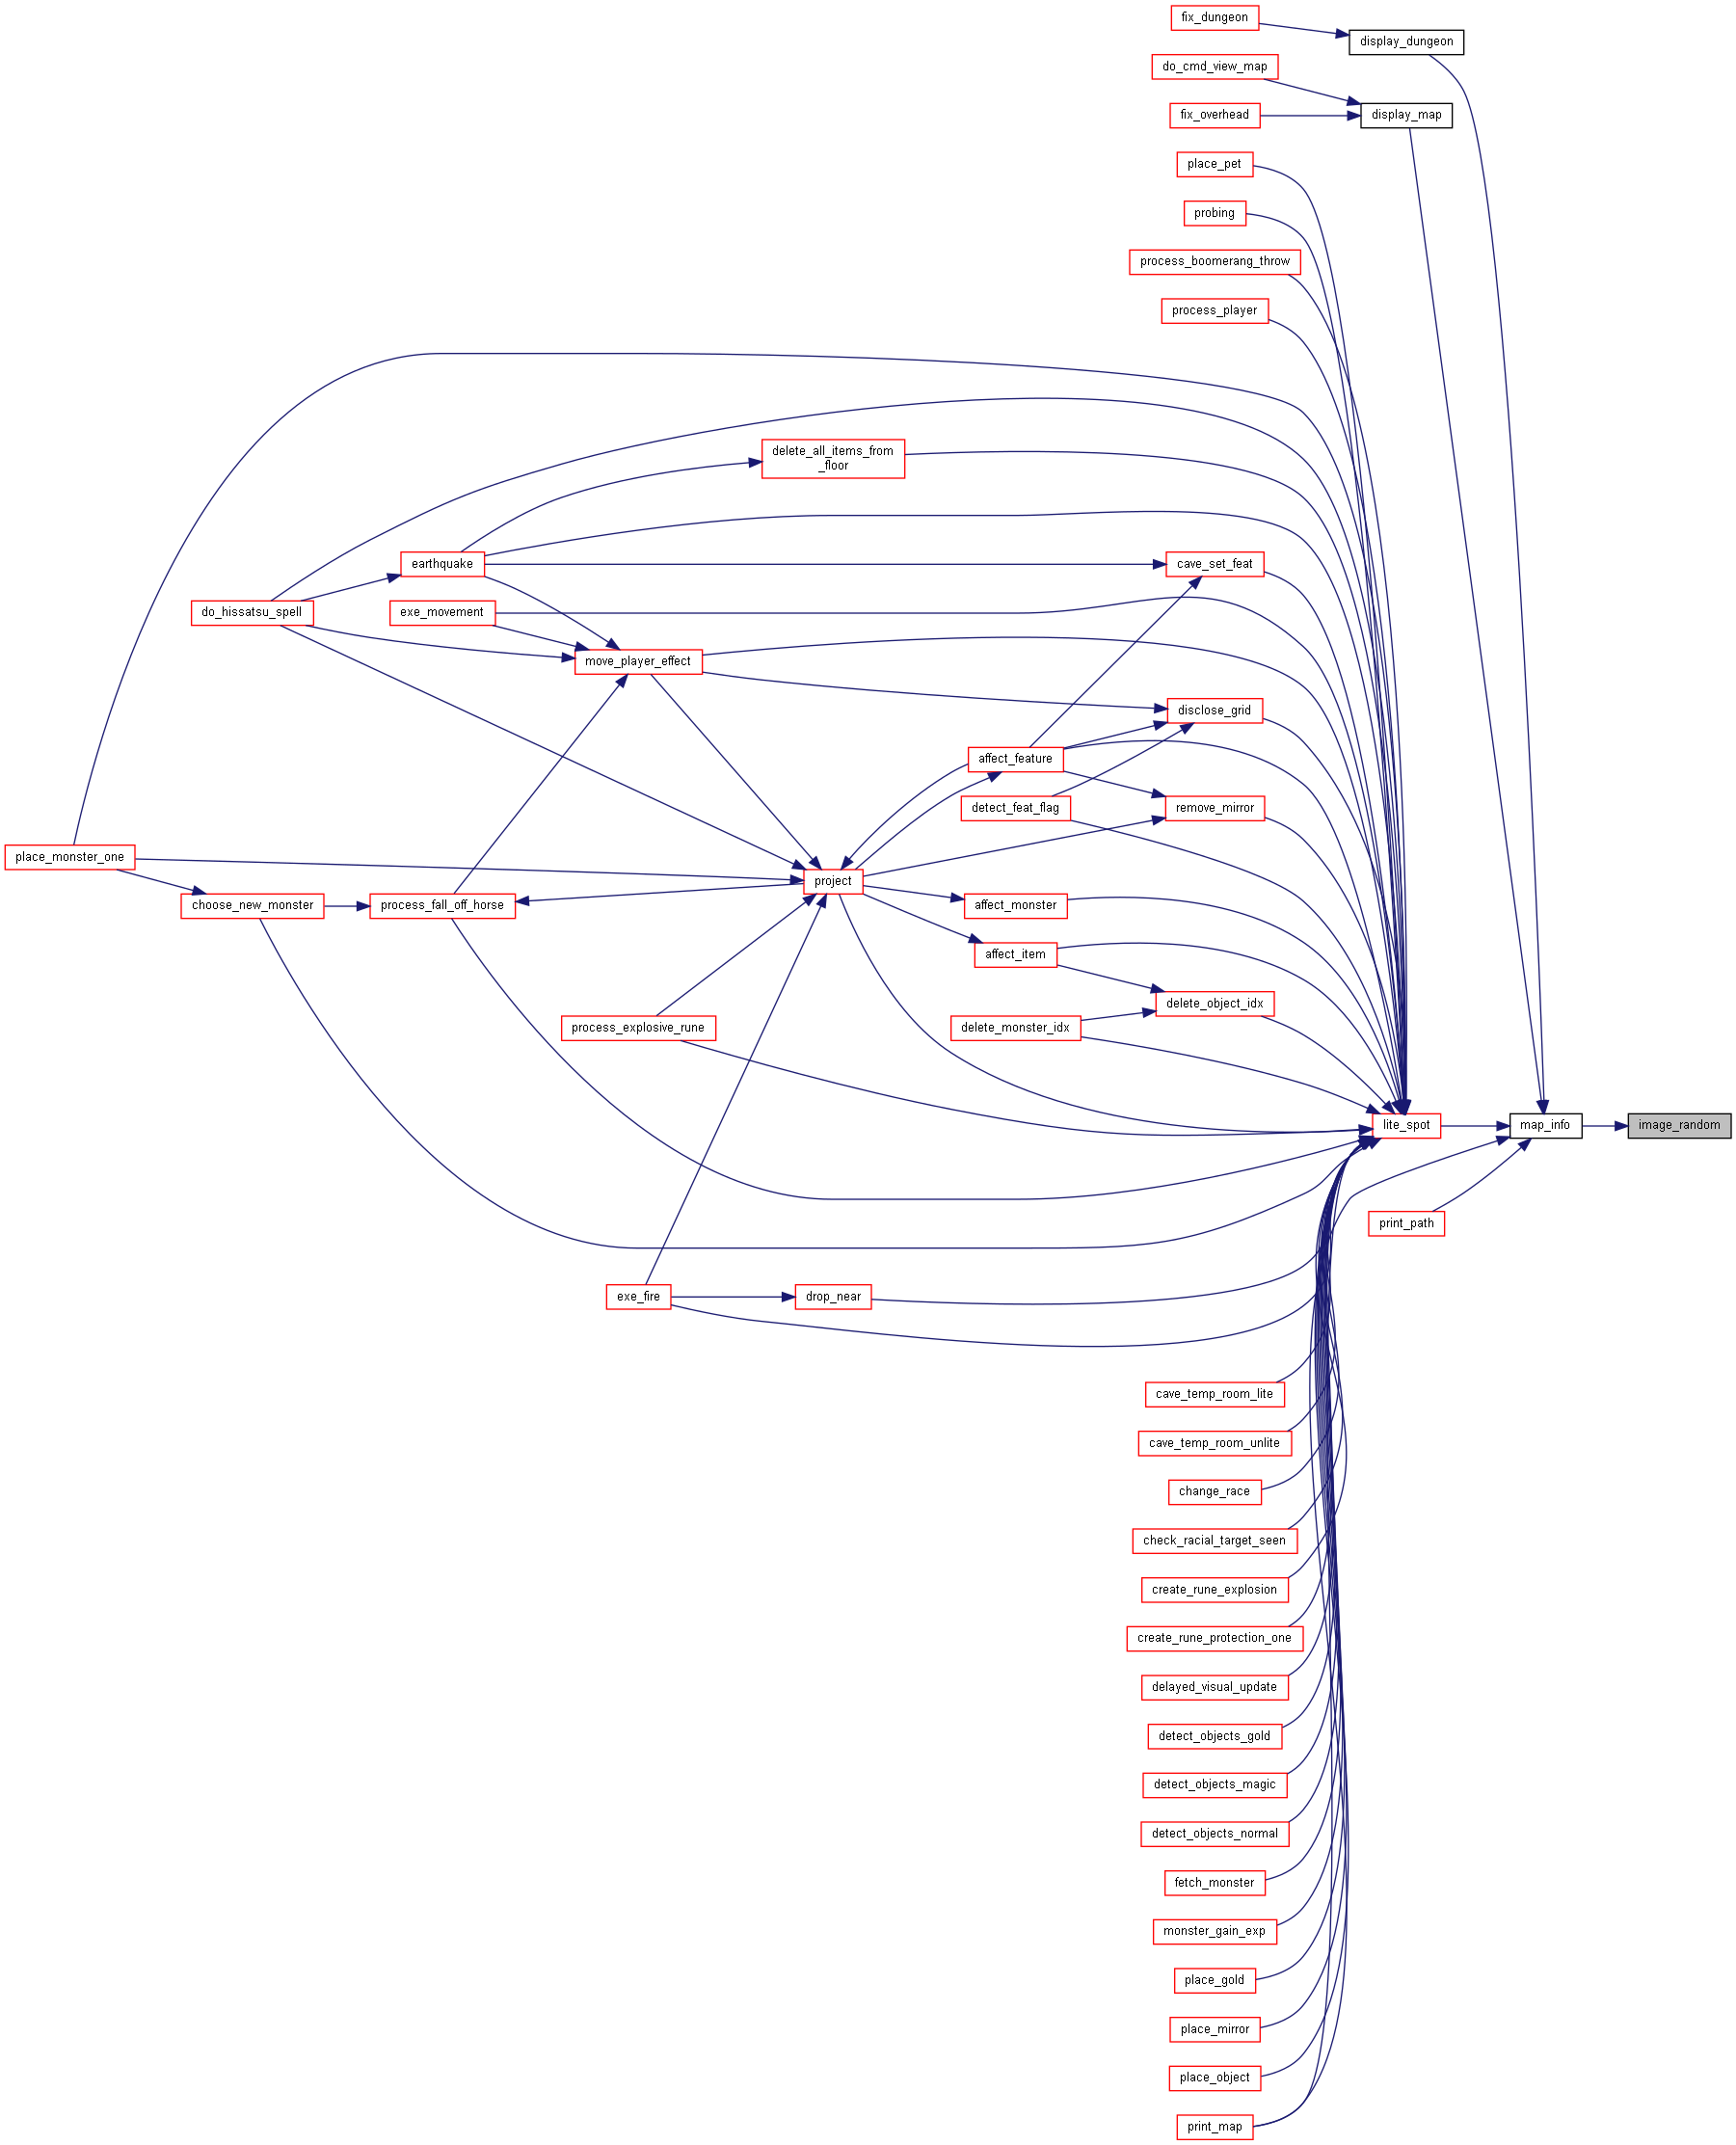 fix_dungeon
display_dungeon
do_cmd_view_map
fix_overhead
display_map
place_pet
probing
process_boomerang_throw
process_player
delete_all_items_from
_floor
earthquake
cave_set_feat
do_hissatsu_spell
exe_movement
move_player_effect
disclose_grid
affect_feature
detect_feat_flag
remove_mirror
place_monster_one
project
choose_new_monster
process_fall_off_horse
affect_monster
affect_item
delete_object_idx
process_explosive_rune
delete_monster_idx
lite_spot
map_info
image_random
print_path
exe_fire
drop_near
cave_temp_room_lite
cave_temp_room_unlite
change_race
check_racial_target_seen
create_rune_explosion
create_rune_protection_one
delayed_visual_update
detect_objects_gold
detect_objects_magic
detect_objects_normal
fetch_monster
monster_gain_exp
place_gold
place_mirror
place_object
print_map